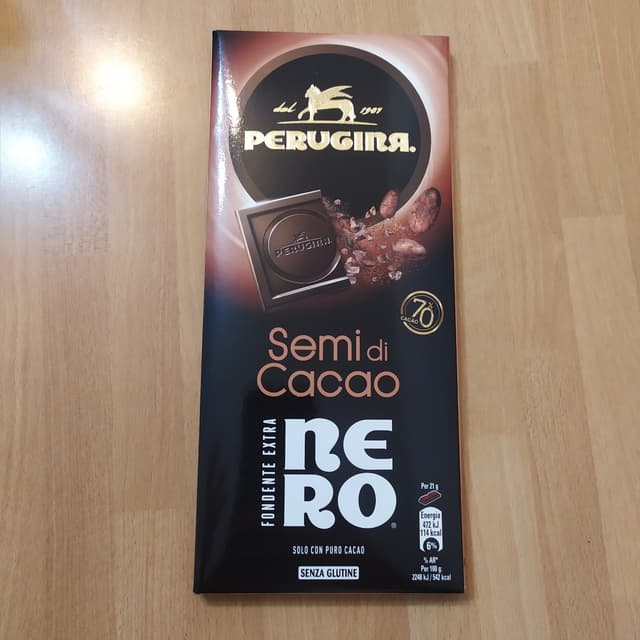 dal 1907
PERUGINA.
PERUGINA
70%
CACAO
Semi di
Cacao
FONDENTE EXTRA
NE
RO®
SOLO CON PURO CACAO
SENZA GLUTINE
Per 21 g
Energia
472 kJ
114 kcal
6%
% AR*
Per 100 g:
2248 kJ / 542 kcal